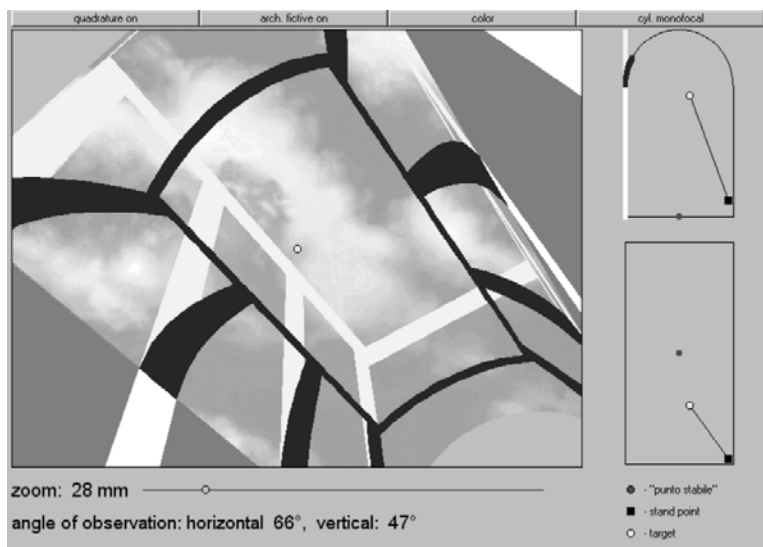 quadrature on
arch. fictive on
color
cyl. monofocal
zoom: 28 mm
angle of observation: horizontal 66°, vertical: 47°
- "punto stabile"
- stand point
- target